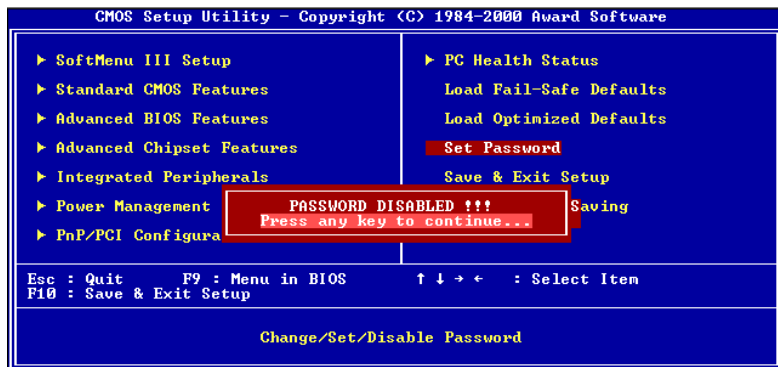 CMOS Setup Utility - Copyright (C) 1984-2000 Award Software
▶ SoftMenu III Setup
▶ Standard CMOS Features
▶ Advanced BIOS Features
▶ Advanced Chipset Features
▶ Integrated Peripherals
▶ Power Management
▶ PnP/PCI Configura
▶ PC Health Status
Load Fail-Safe Defaults
Load Optimized Defaults
Set Password
Save & Exit Setup
Saving
PASSWORD DISABLED !!!
Press any key to continue...
Esc : Quit F9 : Menu in BIOS ↑ ↓ → ← : Select Item
F10 : Save & Exit Setup
Change/Set/Disable Password